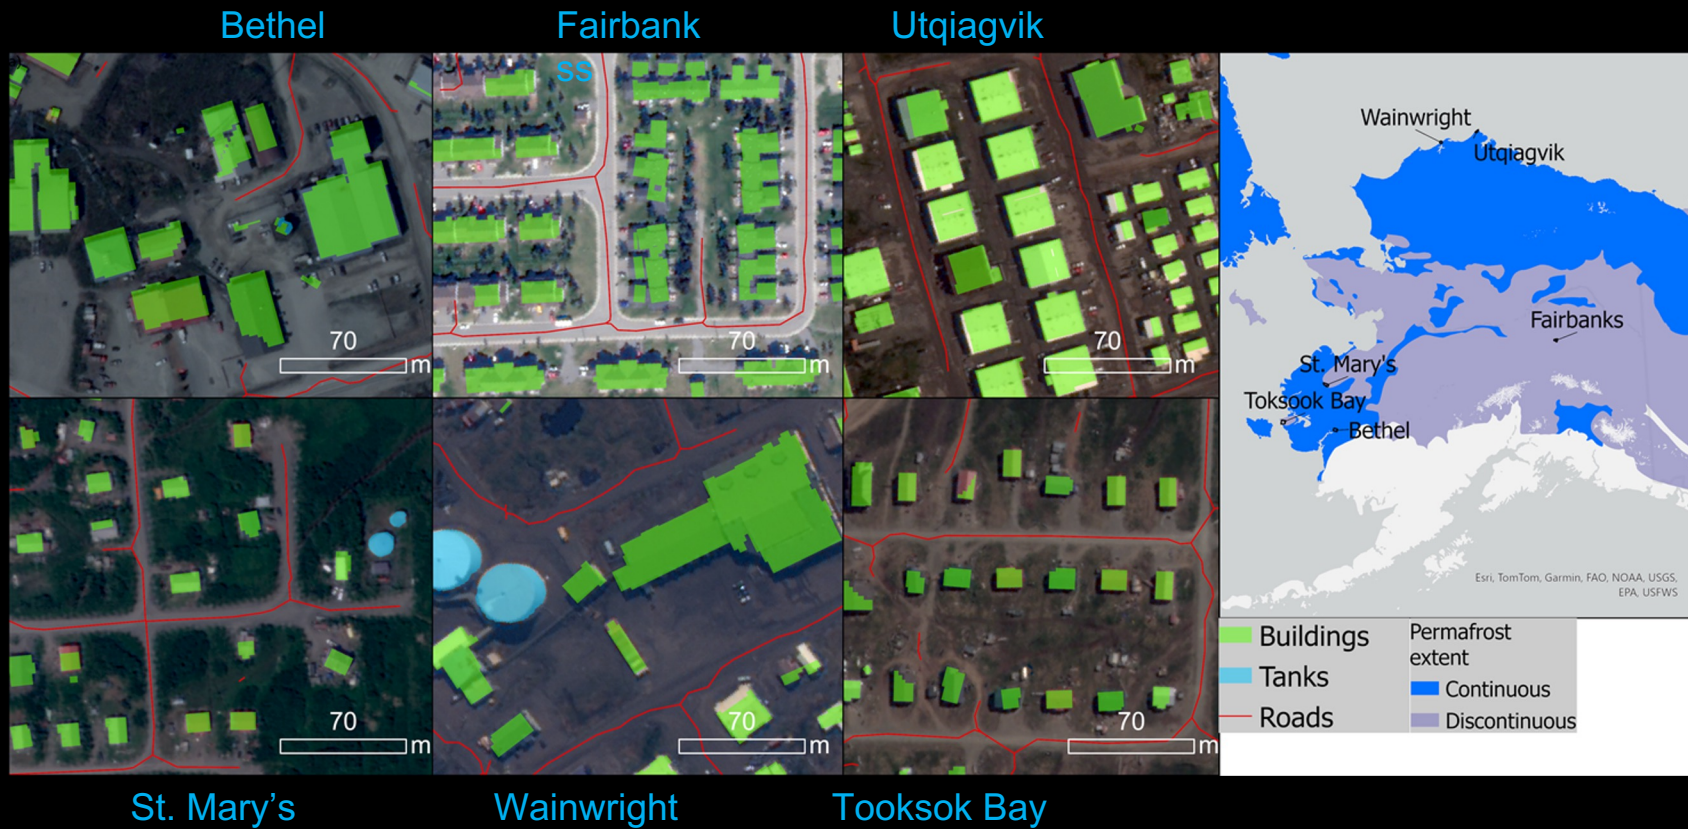 Bethel
Fairbank
ss
Utqiagvik
70
m
70
m
70
m
Wainwright
Utqiagvik
Fairbanks
St. Mary's
Toksook Bay
Bethel
Esri, TomTom, Garmin, FAO, NOAA, USGS,
EPA, USFWS
70
m
70
m
70
m
Buildings
Tanks
Roads
Permafrost
extent
Continuous
Discontinuous
St. Mary’s
Wainwright
Tooksok Bay